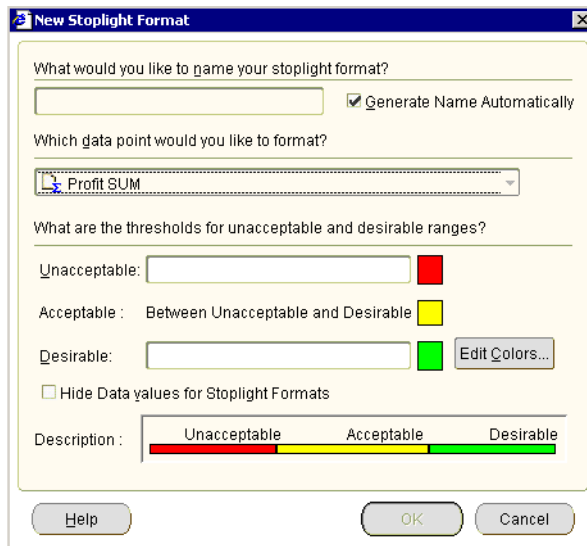 New Stoplight Format
What would you like to name your stoplight format?
Generate Name Automatically
Which data point would you like to format?
Profit SUM
What are the thresholds for unacceptable and desirable ranges?
Unacceptable:
Acceptable : Between Unacceptable and Desirable
Desirable: Edit Colors...
Hide Data values for Stoplight Formats
Description : Unacceptable Acceptable Desirable
Help OK Cancel